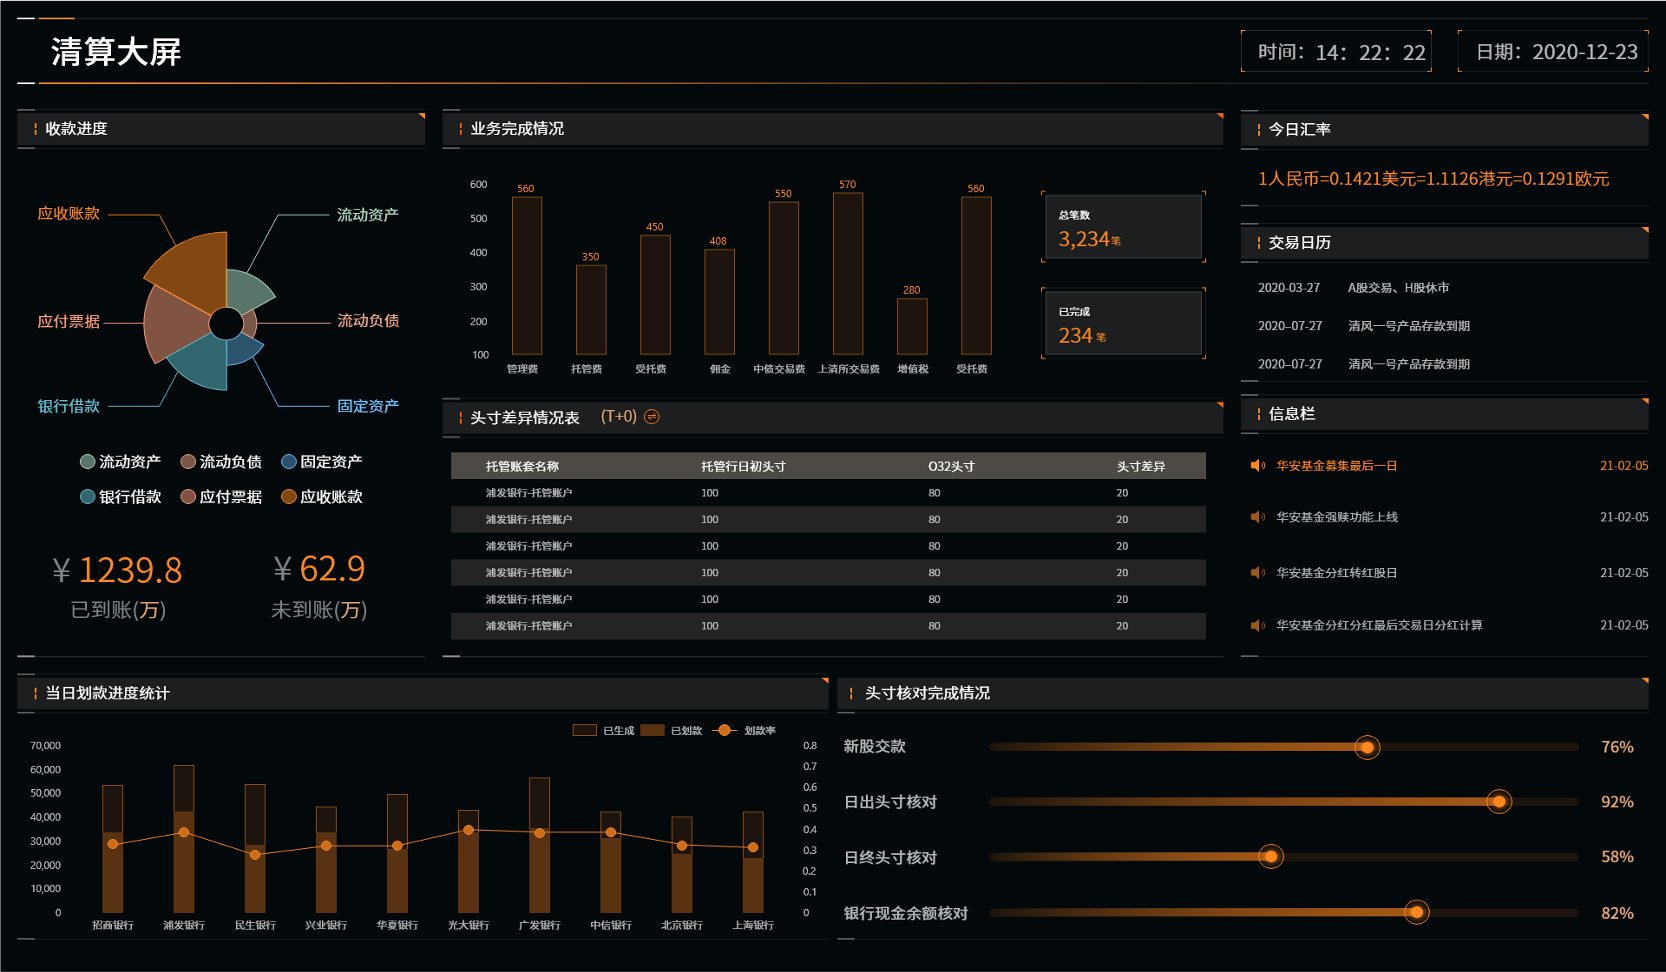 清算大屏
时间：14：22：22
日期：2020-12-23
收款进度
应收账款
流动资产
应付票据
流动负债
银行借款
固定资产
流动资产 流动负债 固定资产
银行借款 应付票据 应收账款
¥ 1239.8
已到账(万)
¥ 62.9
未到账(万)
业务完成情况
600
500
400
300
200
100
560 350 450 408 550 570 280 560
管理费 托管费 受托费 佣金 中债交易费 上清所交易费 增值税 受托费
总笔数
3,234笔
已完成
234 笔
头寸差异情况表 (T+0)
托管账套名称 托管行日初头寸 O32头寸 头寸差异
浦发银行-托管账户 100 80 20
浦发银行-托管账户 100 80 20
浦发银行-托管账户 100 80 20
浦发银行-托管账户 100 80 20
浦发银行-托管账户 100 80 20
浦发银行-托管账户 100 80 20
今日汇率
1人民币=0.1421美元=1.1126港元=0.1291欧元
交易日历
2020-03-27 A股交易、H股休市
2020-07-27 清风一号产品存款到期
2020-07-27 清风一号产品存款到期
信息栏
华安基金募集最后一日 21-02-05
华安基金强赎功能上线 21-02-05
华安基金分红转红股日 21-02-05
华安基金分红分红最后交易日分红计算 21-02-05
当日划款进度统计
已生成 已划款 划款率
70,000
60,000
50,000
40,000
30,000
20,000
10,000
0
0.8
0.7
0.6
0.5
0.4
0.3
0.2
0.1
0
招商银行 浦发银行 民生银行 兴业银行 华夏银行 光大银行 广发银行 中信银行 北京银行 上海银行
头寸核对完成情况
新股交款 76%
日出头寸核对 92%
日终头寸核对 58%
银行现金余额核对 82%